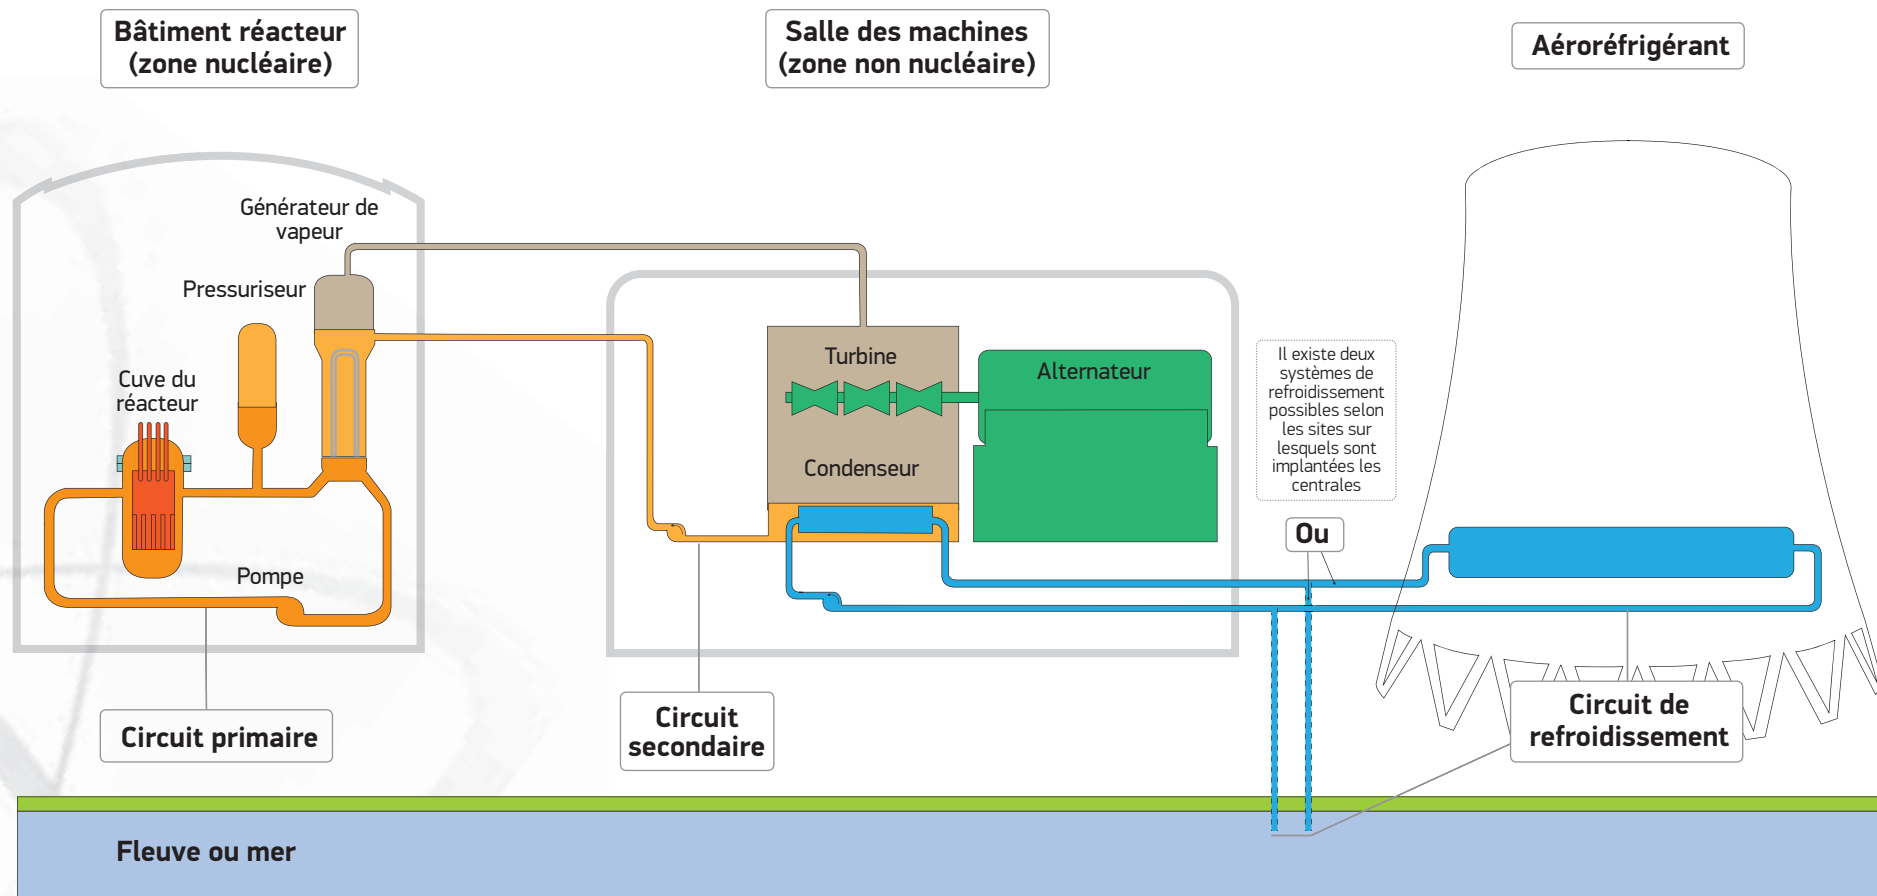 Bâtiment réacteur
(zone nucléaire)
Salle des machines
(zone non nucléaire)
Aéroréfrigérant
Générateur de
vapeur
Pressuriseur
Cuve du
réacteur
Pompe
Turbine
Condenseur
Alternateur
Il existe deux
systèmes de
refroidissement
possibles selon
les sites sur
lesquels sont
implantées les
centrales
Ou
Circuit primaire
Circuit
secondaire
Circuit de
refroidissement
Fleuve ou mer